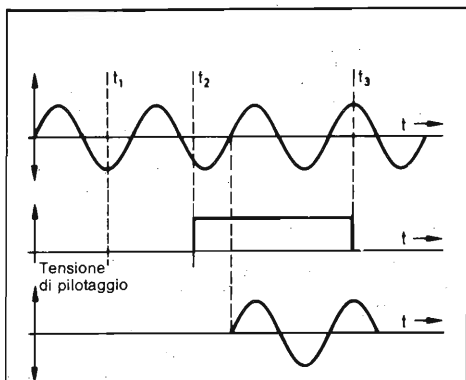 t₁ t₂ t₃
t
t
Tensione
di pilotaggio
t